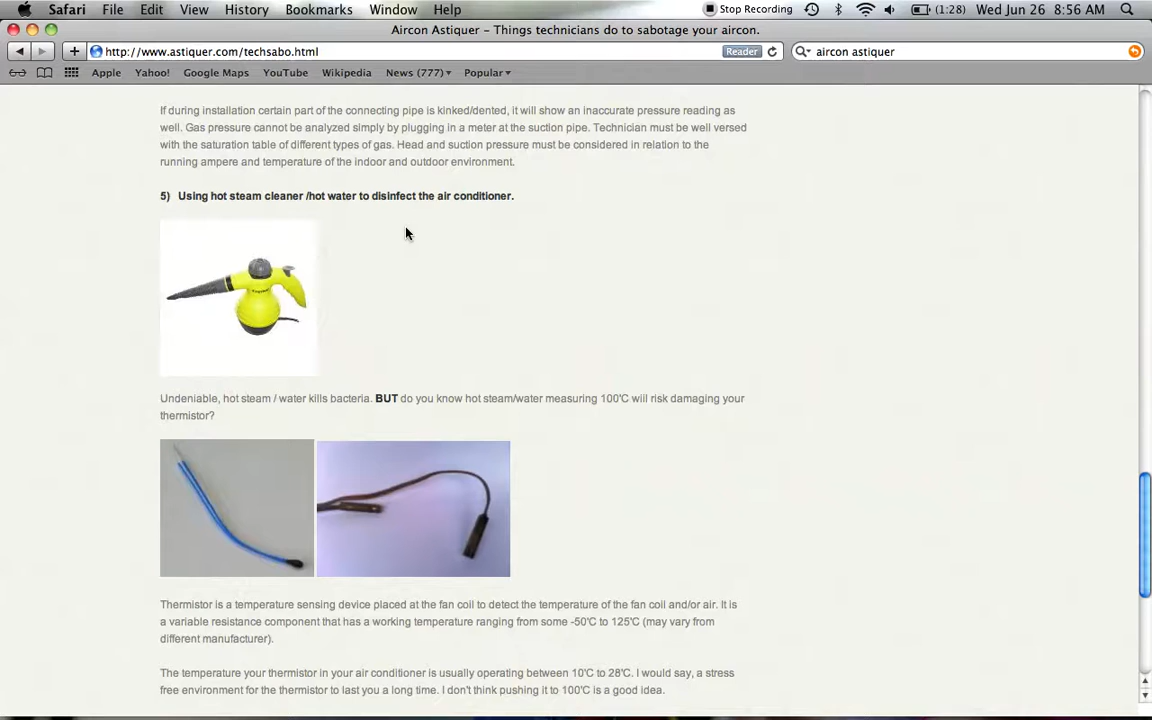 Safari File Edit View History Bookmarks Window Help Stop Recording (1:28) Wed Jun 26 8:56 AM
Aircon Astiquer – Things technicians do to sabotage your aircon.
http://www.astiquer.com/techsabo.html Reader aircon astiquer
Apple Yahoo! Google Maps YouTube Wikipedia News (777) Popular
If during installation certain part of the connecting pipe is kinked/dented, it will show an inaccurate pressure reading as
well. Gas pressure cannot be analyzed simply by plugging in a meter at the suction pipe. Technician must be well versed
with the saturation table of different types of gas. Head and suction pressure must be considered in relation to the
running ampere and temperature of the indoor and outdoor environment.
5) Using hot steam cleaner /hot water to disinfect the air conditioner.
Undeniable, hot steam / water kills bacteria. BUT do you know hot steam/water measuring 100'C will risk damaging your
thermistor?
Thermistor is a temperature sensing device placed at the fan coil to detect the temperature of the fan coil and/or air. It is
a variable resistance component that has a working temperature ranging from some -50'C to 125'C (may vary from
different manufacturer).
The temperature your thermistor in your air conditioner is usually operating between 10'C to 28'C. I would say, a stress
free environment for the thermistor to last you a long time. I don't think pushing it to 100'C is a good idea.